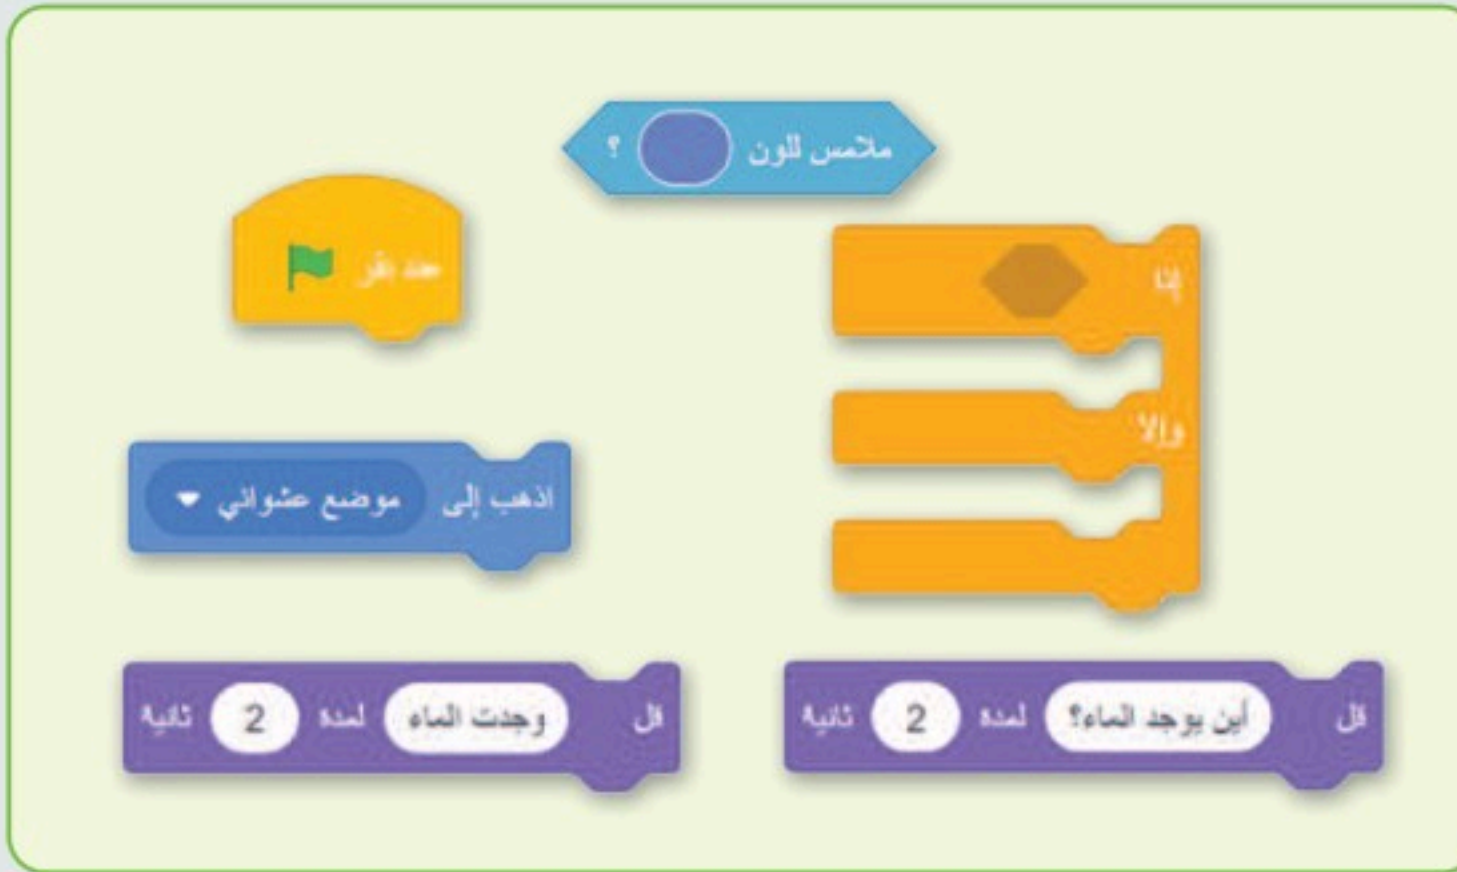 ملامس للون ؟
عند نقر
إذا
وإلا
اذهب إلى موضع عشوائي
قل أين يوجد الماء؟ لمدة 2 ثانية
قل وجدت الماء لمدة 2 ثانية